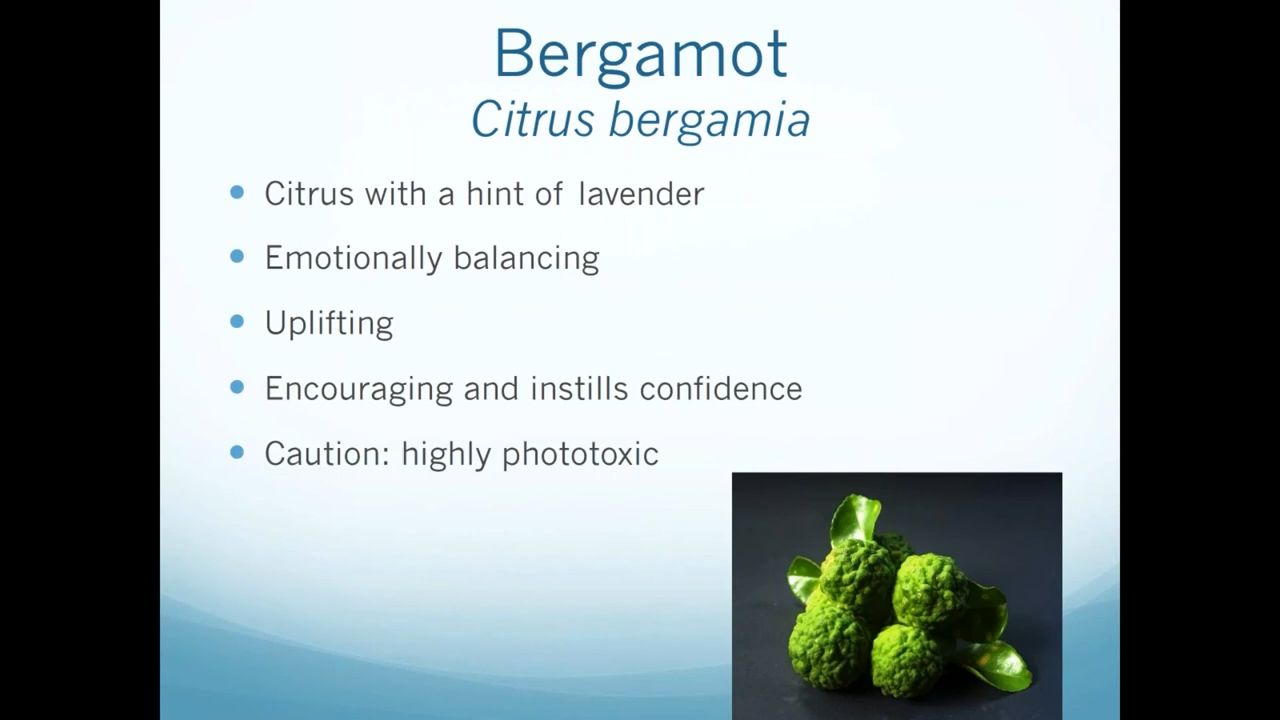 Bergamot
Citrus bergamia
Citrus with a hint of lavender
Emotionally balancing
Uplifting
Encouraging and instills confidence
Caution: highly phototoxic